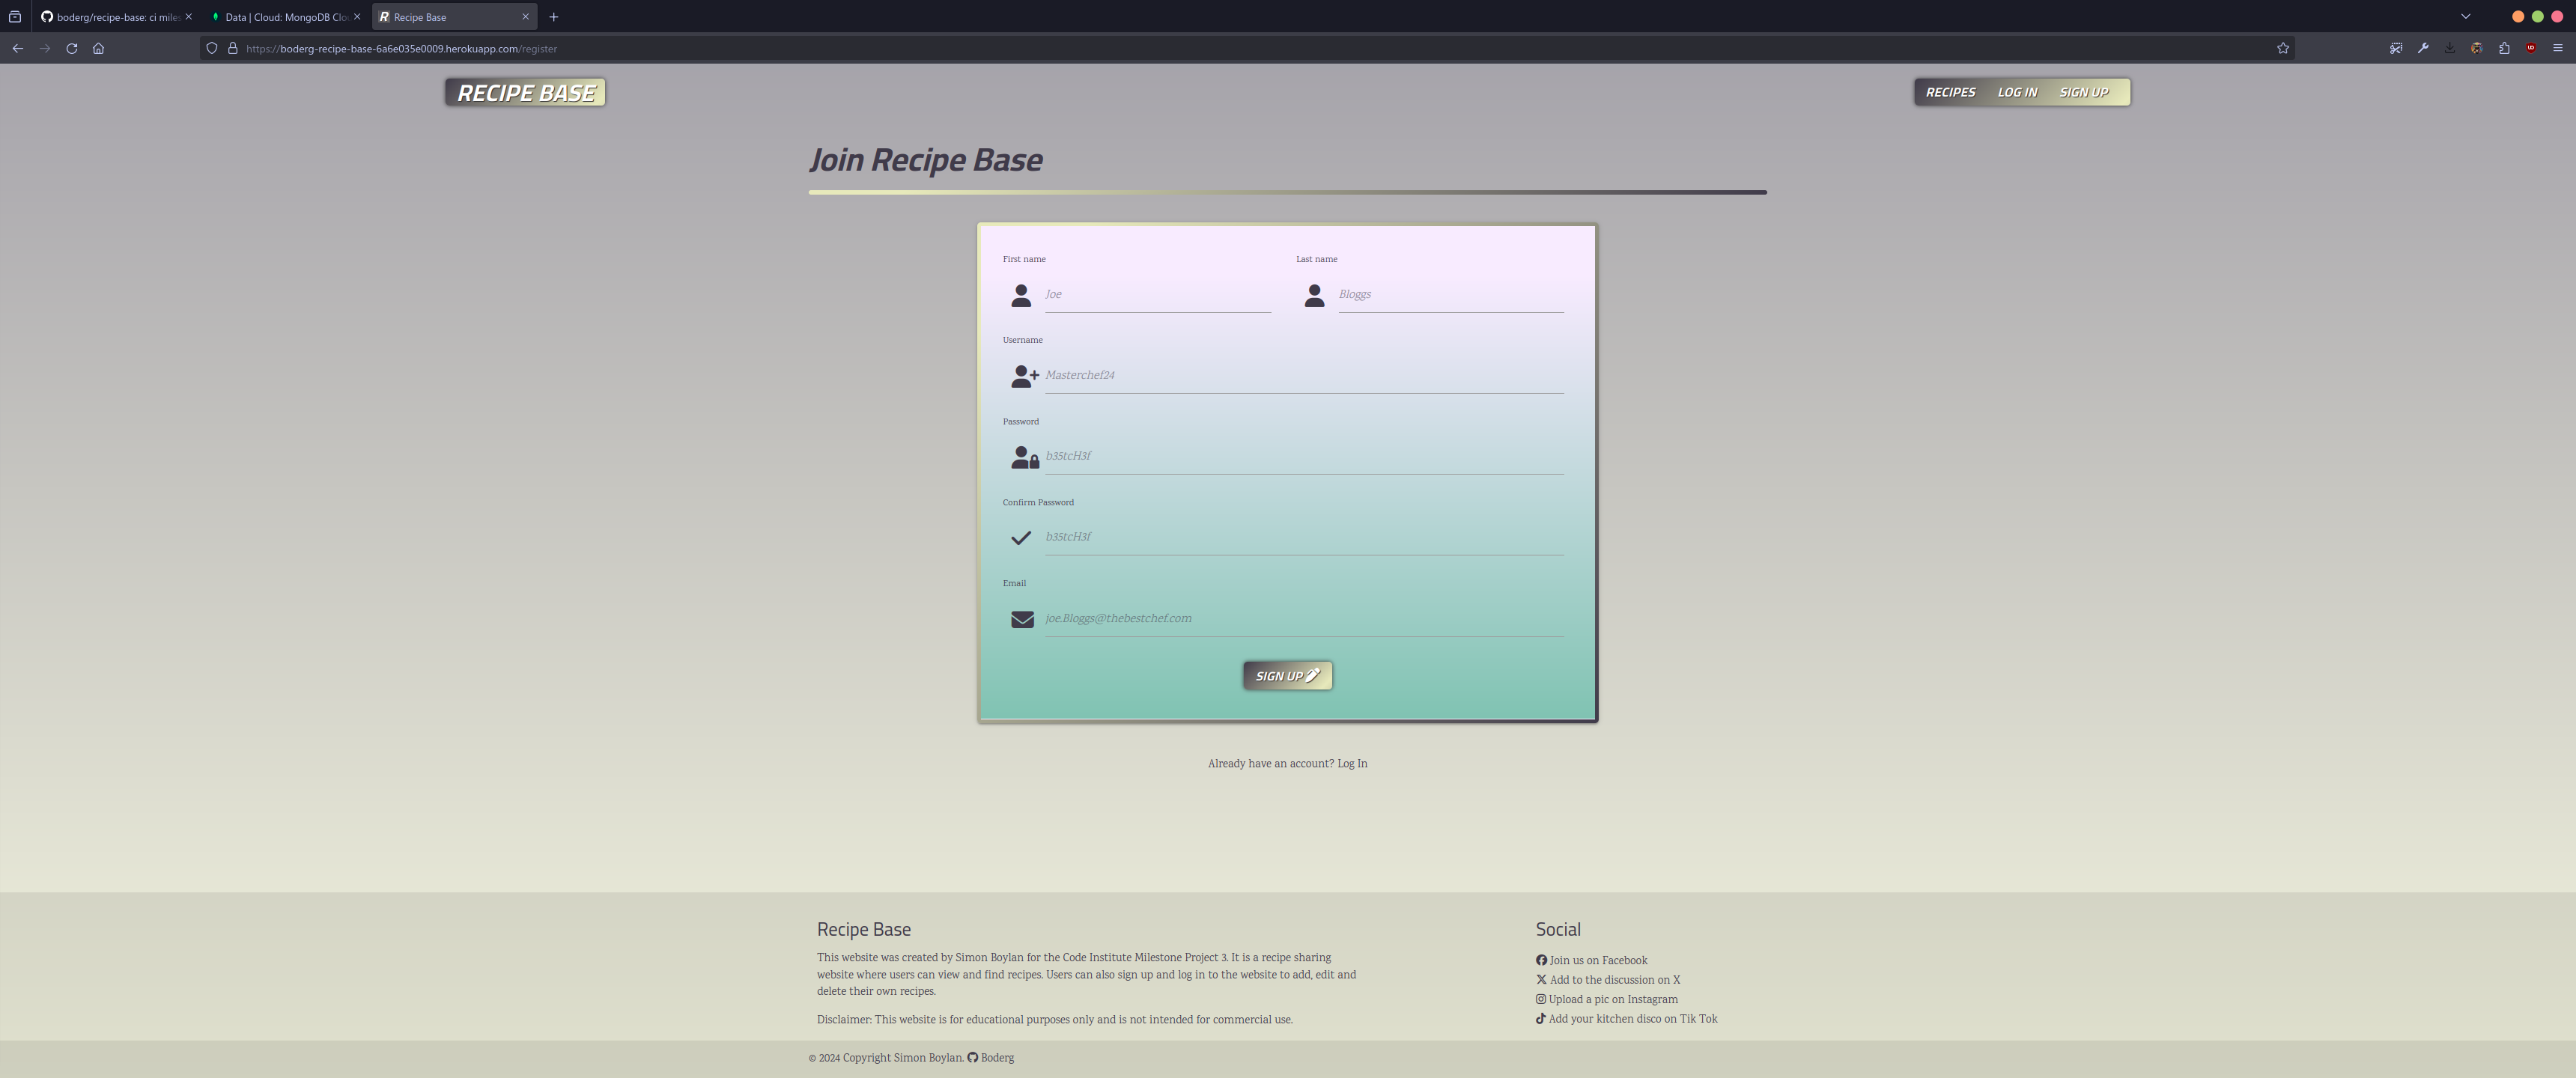 boderg/recipe-base: ci miles
Data | Cloud: MongoDB Clo
Recipe Base
https://boderg-recipe-base-6a6e035e0009.herokuapp.com/register
RECIPE BASE
RECIPES LOG IN SIGN UP
Join Recipe Base
First name Last name
Joe Bloggs
Username
Masterchef24
Password
b35tcH3f
Confirm Password
b35tcH3f
Email
joe.Bloggs@thebestchef.com
SIGN UP
Already have an account? Log In
Recipe Base
This website was created by Simon Boylan for the Code Institute Milestone Project 3. It is a recipe sharing
website where users can view and find recipes. Users can also sign up and log in to the website to add, edit and
delete their own recipes.
Disclaimer: This website is for educational purposes only and is not intended for commercial use.
Social
Join us on Facebook
Add to the discussion on X
Upload a pic on Instagram
Add your kitchen disco on Tik Tok
© 2024 Copyright Simon Boylan. Boderg